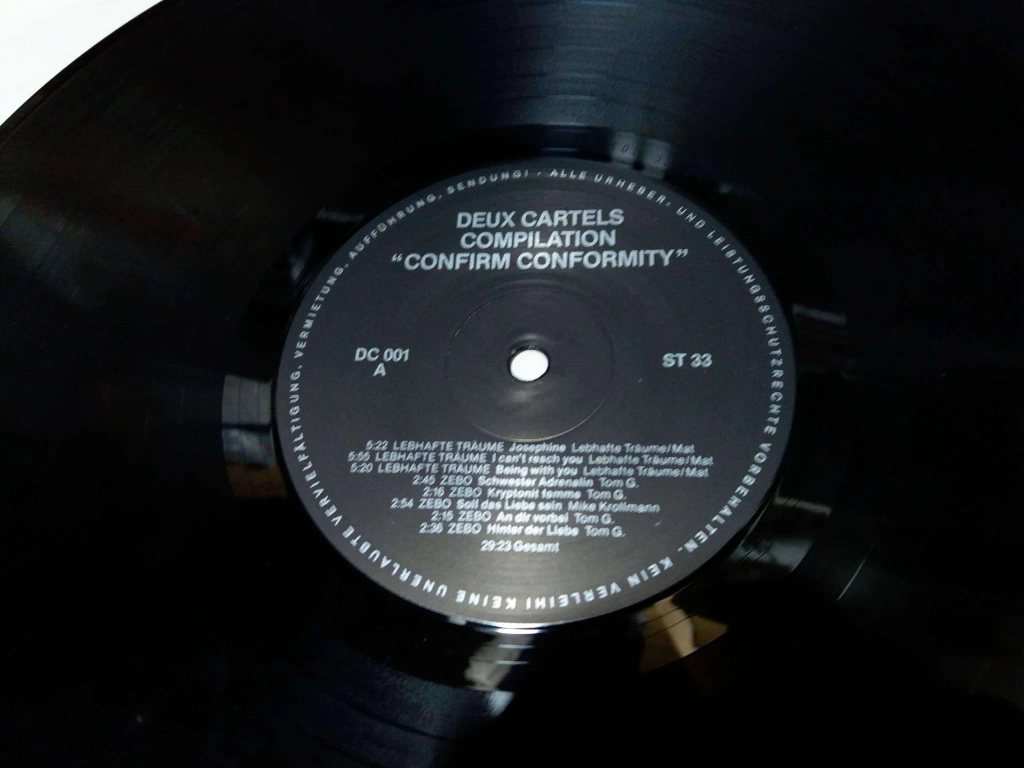 DEUX CARTELS
COMPILATION
“CONFIRM CONFORMITY”
DC 001
A
ST 33
5:22 LEBHAFTE TRÄUME Josephine Lebhafte Träume/Mat
5:55 LEBHAFTE TRÄUME I can't reach you Lebhafte Träume/Mat
5:20 LEBHAFTE TRÄUME Being with you Lebhafte Träume/Mat
2:45 ZEBO Schwester Adrenalin Tom G.
2:16 ZEBO Kryptonit femme Tom G.
2:54 ZEBO Soll das Liebe sein Mike Krollmann
2:15 ZEBO An dir vorbei Tom G.
2:36 ZEBO Hinter der Liebe Tom G.
29:23 Gesamt
ALLE URHEBER- UND LEISTUNGSSCHUTZRECHTE VORBEHALTEN. KEIN VERLEIH! KEINE UNERLAUBTE VERVIELFÄLTIGUNG, VERMIETUNG, AUFFÜHRUNG, SENDUNG! -